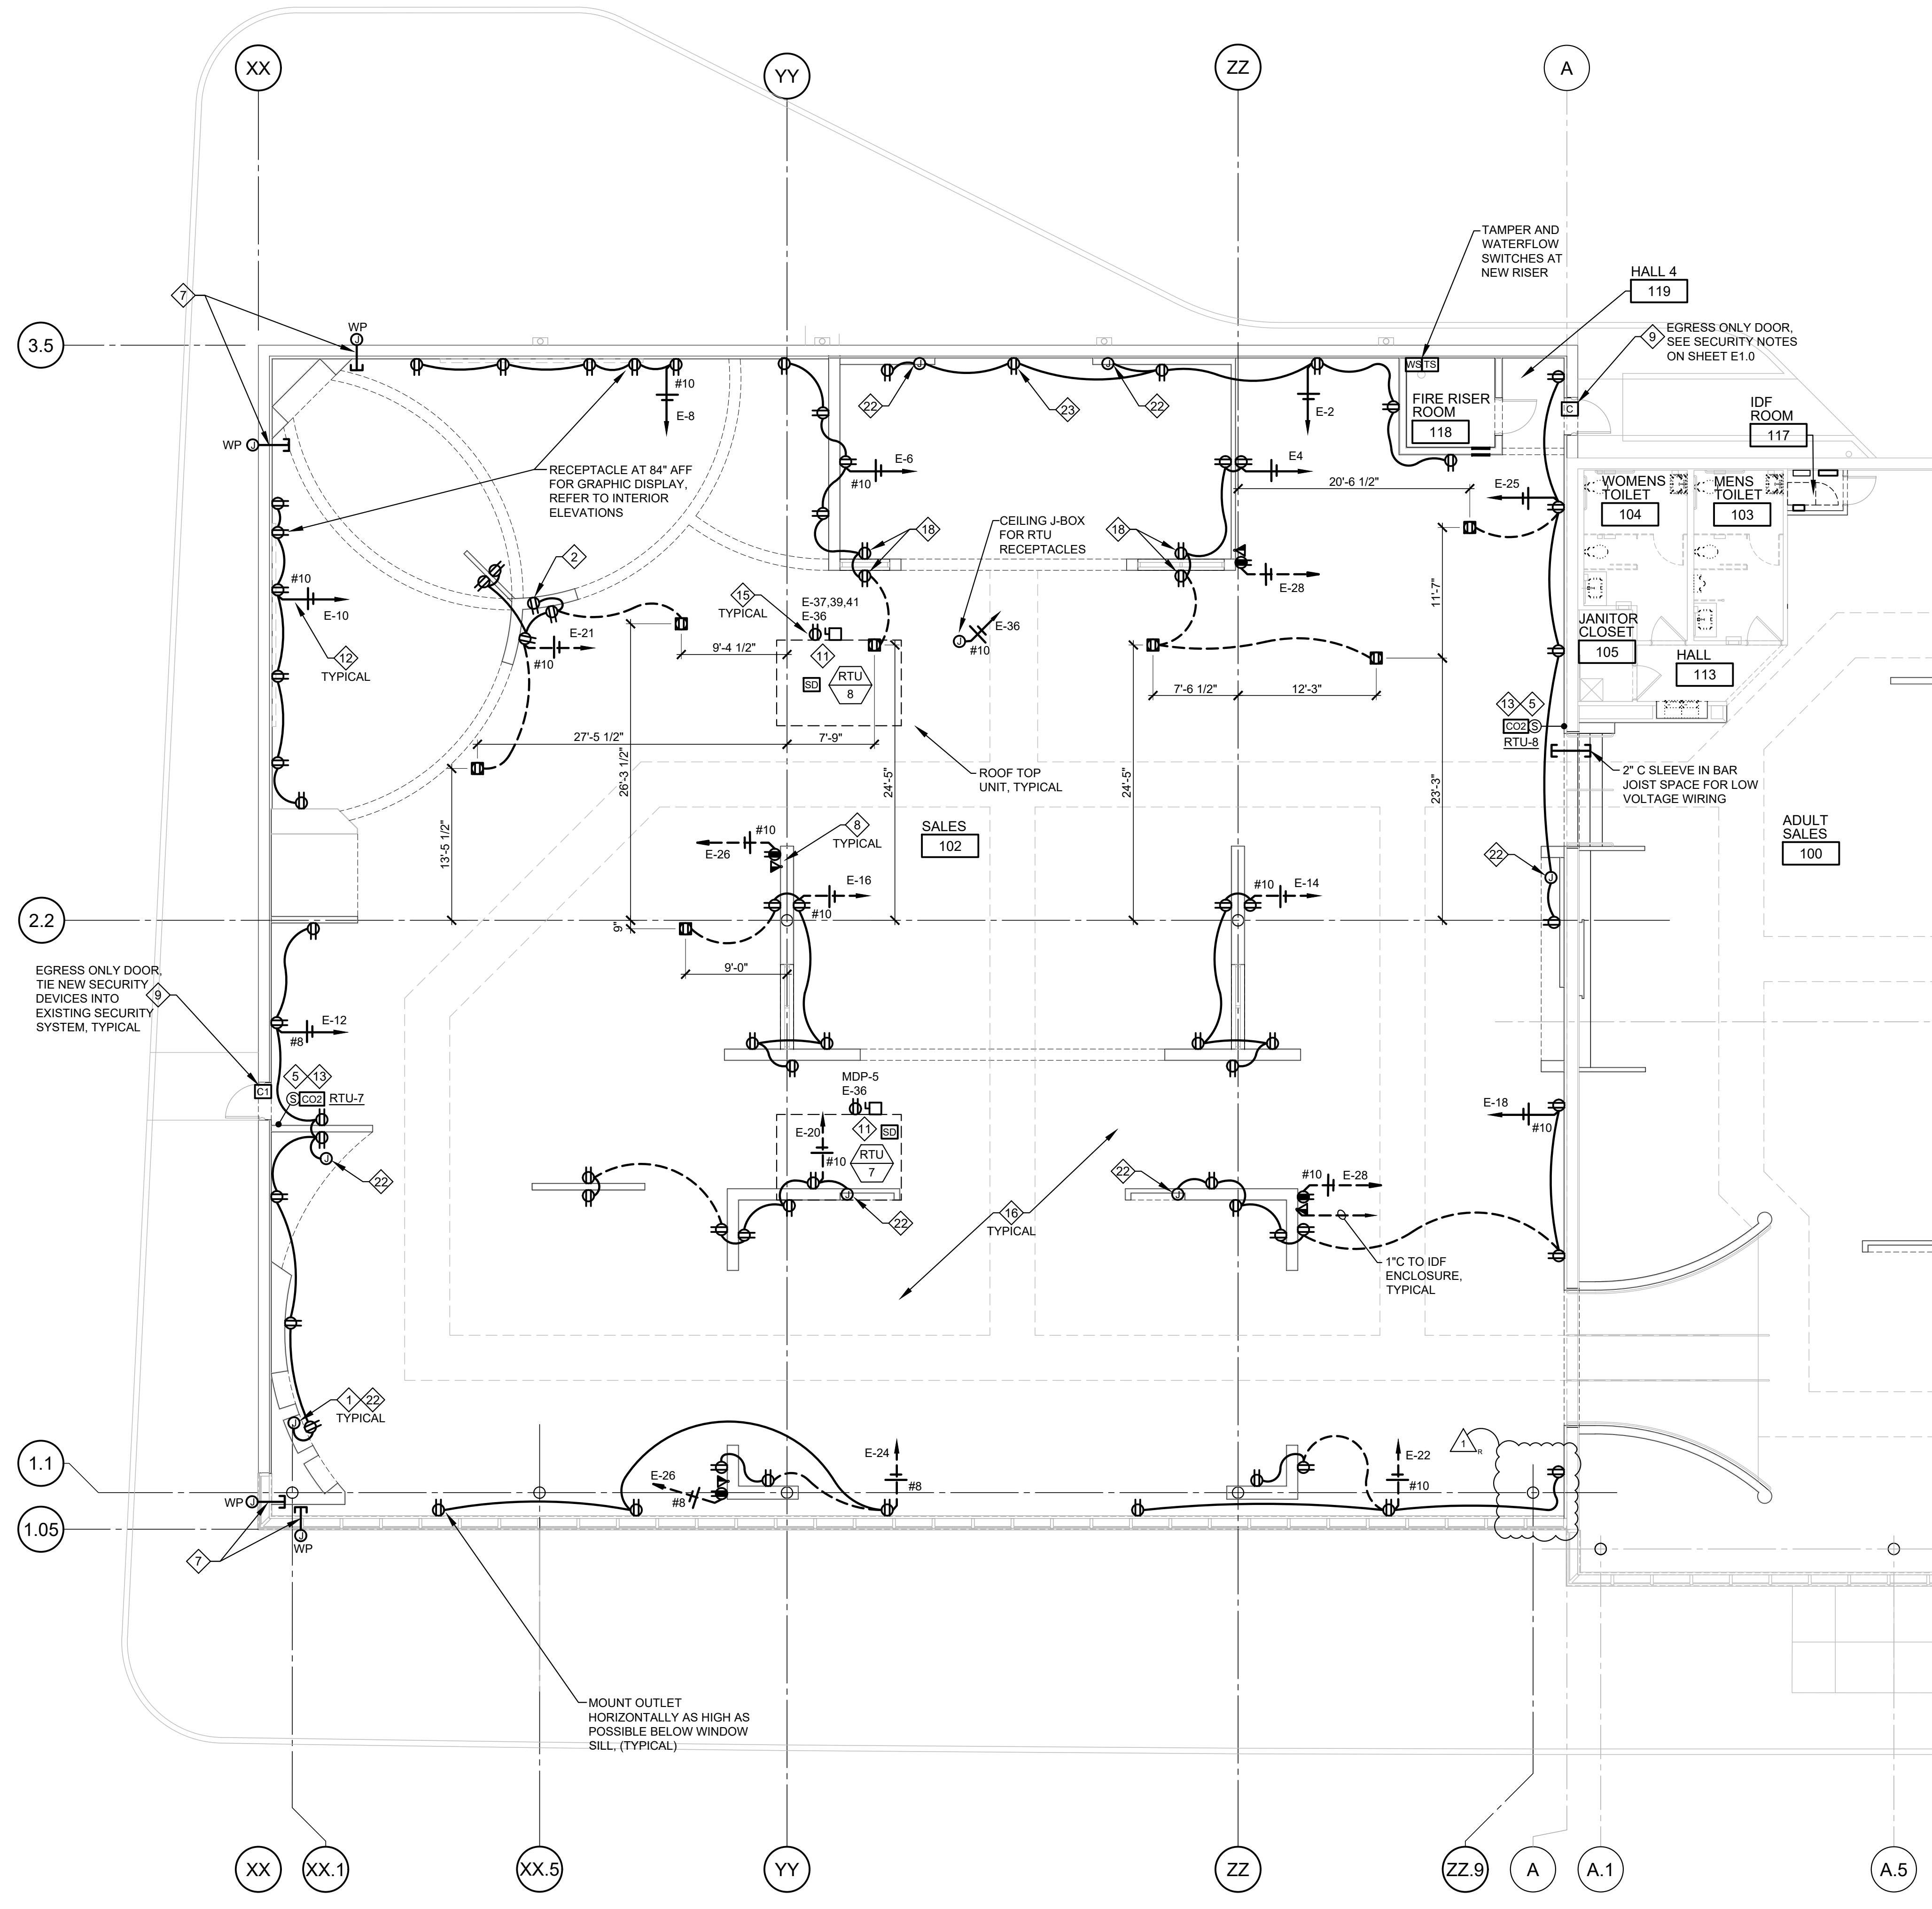 XX
YY
ZZ
A
TAMPER AND
WATERFLOW
SWITCHES AT
NEW RISER
HALL 4
119
7
WP
J
3.5
9
EGRESS ONLY DOOR,
SEE SECURITY NOTES
ON SHEET E1.0
WS
TS
#10
E-8
J
22
23
J
22
E-2
FIRE RISER
ROOM
118
C
IDF
ROOM
117
WP
J
RECEPTACLE AT 84" AFF
FOR GRAPHIC DISPLAY,
REFER TO INTERIOR
ELEVATIONS
E-6
#10
E4
20'-6 1/2"
E-25
WOMENS
TOILET
104
MENS
TOILET
103
18
CEILING J-BOX
FOR RTU
RECEPTACLES
18
2
#10
E-10
12
TYPICAL
E-21
#10
15
TYPICAL
E-37,39,41
E-36
11
SD
RTU
8
9'-4 1/2"
J
#10
E-36
E-28
11'-7"
JANITOR
CLOSET
105
HALL
113
7'-6 1/2"
12'-3"
13
5
CO2
S
RTU-8
27'-5 1/2"
7'-9"
26'-3 1/2"
24'-5"
24'-5"
23'-3"
13'-5 1/2"
ROOF TOP
UNIT, TYPICAL
2" C SLEEVE IN BAR
JOIST SPACE FOR LOW
VOLTAGE WIRING
#10
E-26
8
TYPICAL
SALES
102
ADULT
SALES
100
22
J
E-16
#10
#10
E-14
2.2
9"
9'-0"
EGRESS ONLY DOOR,
TIE NEW SECURITY
DEVICES INTO
EXISTING SECURITY
SYSTEM, TYPICAL
9
E-12
#8
C1
5
13
S
CO2
RTU-7
MDP-5
E-36
E-20
#10
11
SD
RTU
7
E-18
#10
J
22
J
22
22
J
#10
E-28
16
TYPICAL
1"C TO IDF
ENCLOSURE,
TYPICAL
J
1
22
TYPICAL
1.1
E-26
#8
E-24
#8
E-22
#10
1
R
WP
J
1.05
7
J
WP
MOUNT OUTLET
HORIZONTALLY AS HIGH AS
POSSIBLE BELOW WINDOW
SILL, (TYPICAL)
XX
XX.1
XX.5
YY
ZZ
ZZ.9
A
A.1
A.5